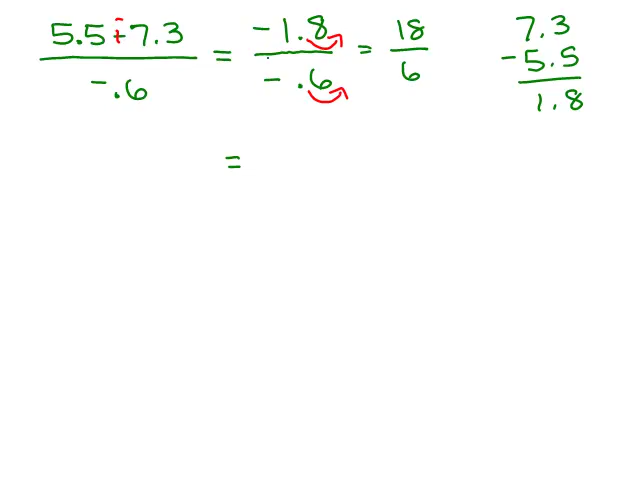 5.5 + -7.3 / -.6 = -1.8 / -.6 = 18 / 6
7.3
- 5.5
1.8
=